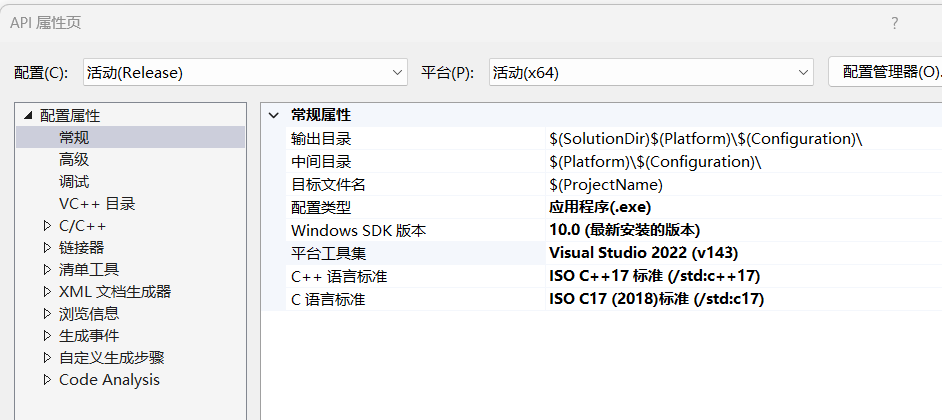 API 属性页 ?
配置(C): 活动(Release) 平台(P): 活动(x64) 配置管理器(O)...
配置属性
常规
高级
调试
VC++ 目录
C/C++
链接器
清单工具
XML 文档生成器
浏览信息
生成事件
自定义生成步骤
Code Analysis
常规属性
输出目录 $(SolutionDir)$(Platform)\$(Configuration)\
中间目录 $(Platform)\$(Configuration)\
目标文件名 $(ProjectName)
配置类型 应用程序(.exe)
Windows SDK 版本 10.0 (最新安装的版本)
平台工具集 Visual Studio 2022 (v143)
C++ 语言标准 ISO C++17 标准 (/std:c++17)
C 语言标准 ISO C17 (2018)标准 (/std:c17)